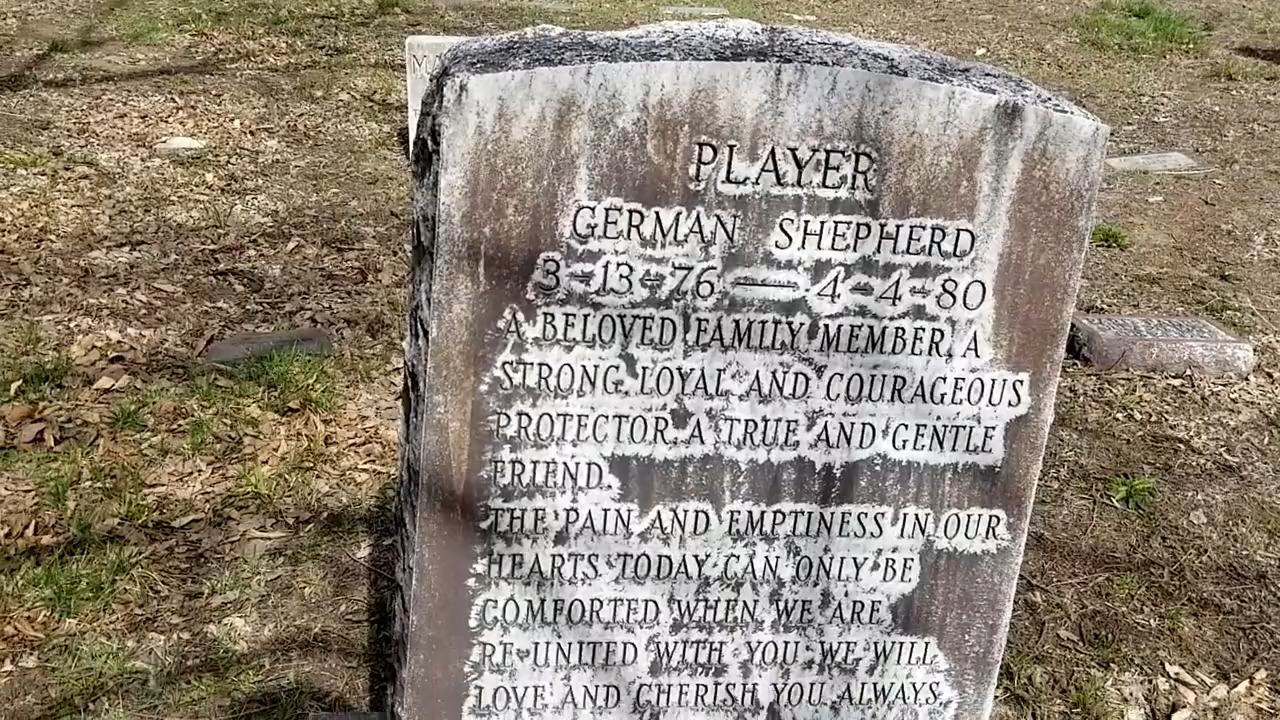 PLAYER
GERMAN SHEPHERD
3-13-76 — 4-4-80
A BELOVED FAMILY MEMBER, A
STRONG, LOYAL AND COURAGEOUS
PROTECTOR. A TRUE AND GENTLE
FRIEND.
THE PAIN AND EMPTINESS IN OUR
HEARTS TODAY CAN ONLY BE
COMFORTED WHEN WE ARE
RE-UNITED WITH YOU. WE WILL
LOVE AND CHERISH YOU ALWAYS.